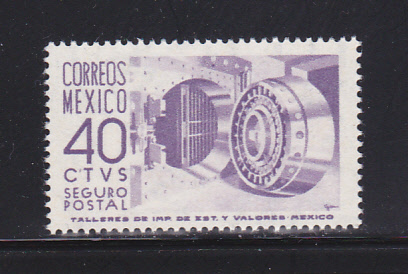 CORREOS
MEXICO
40
CTVS
SEGURO
POSTAL
TALLERES DE IMP. DE EST. Y VALORES-MEXICO